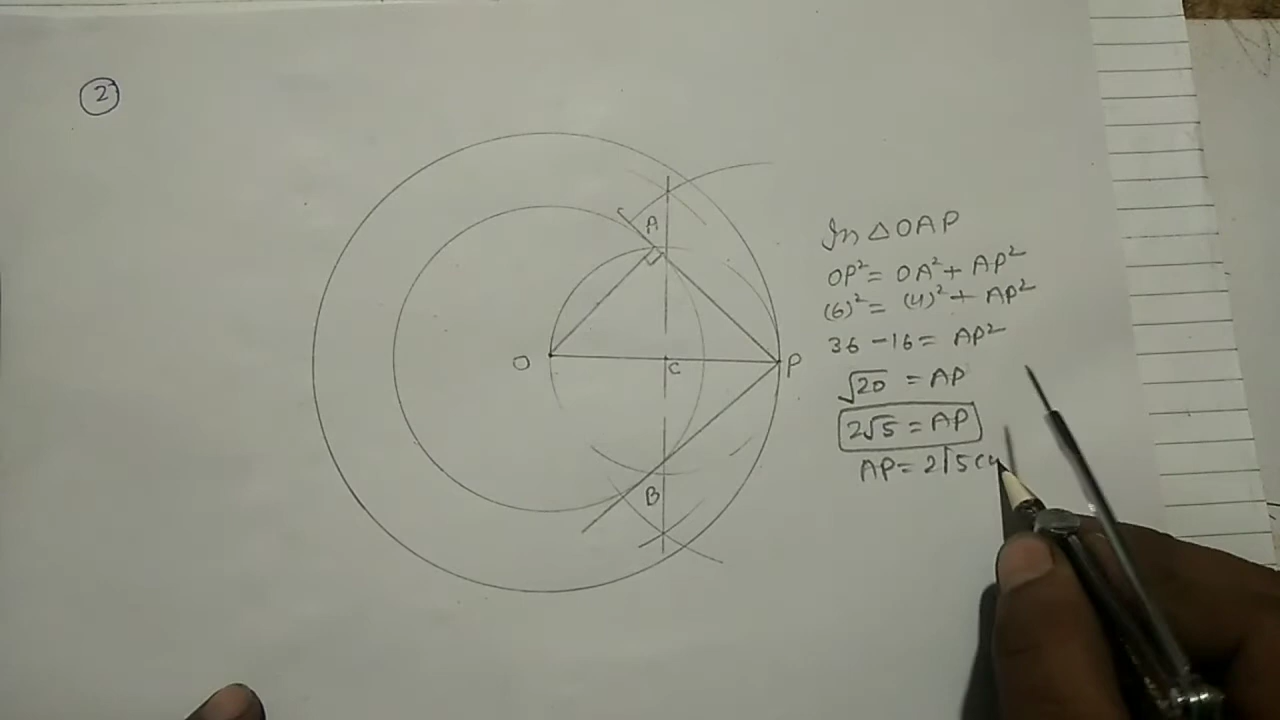 2
A
O
C
P
B
In △OAP
OP² = OA² + AP²
(6)² = (4)² + AP²
36 - 16 = AP²
√20 = AP
2√5 = AP
AP = 2√5 cm